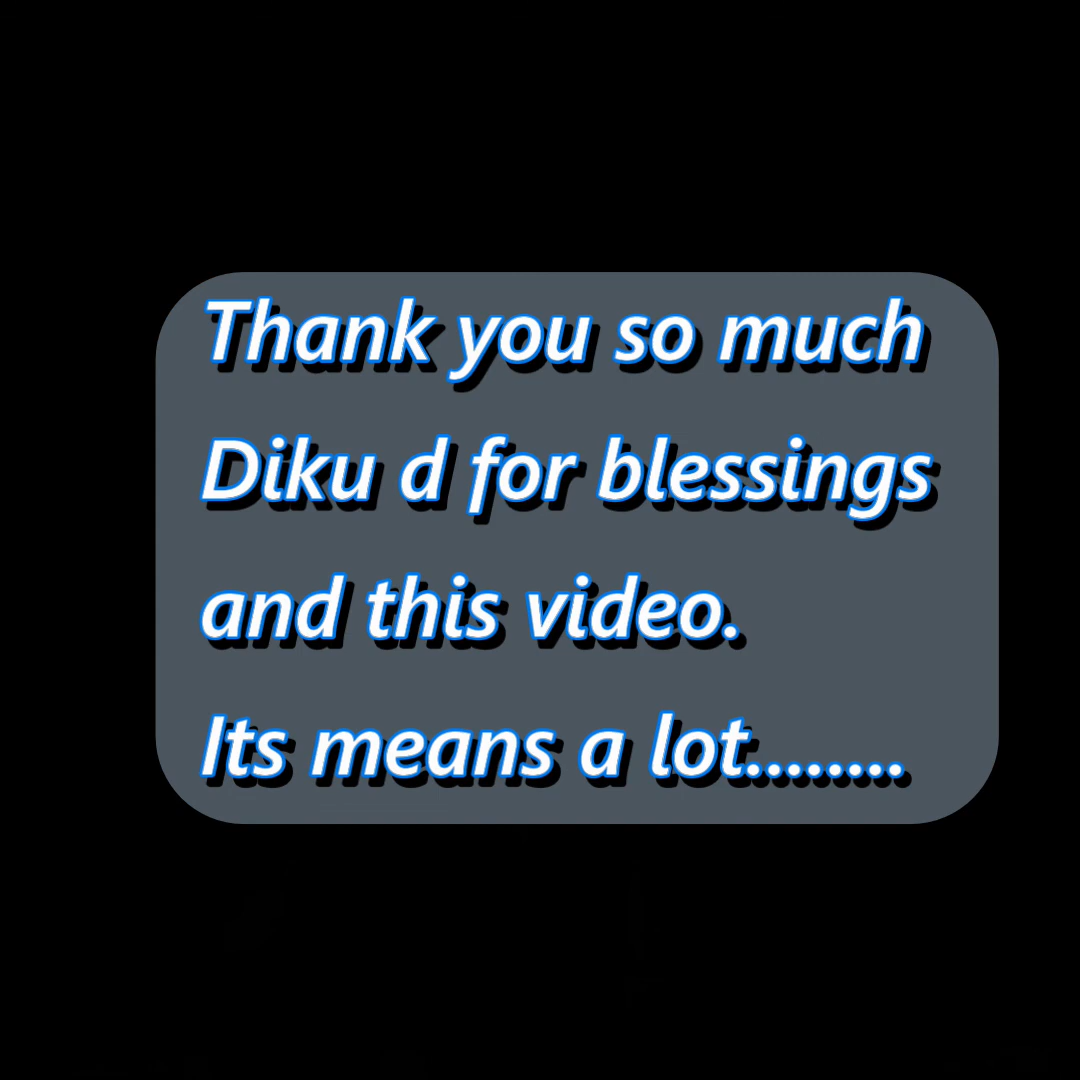 Thank you so much
Diku d for blessings
and this video.
Its means a lot........